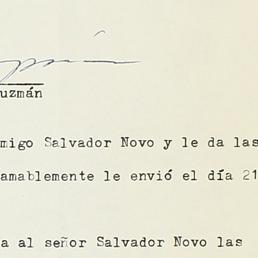 uzmán
migo Salvador Novo y le da las
amablemente le envió el día 21
a al señor Salvador Novo las